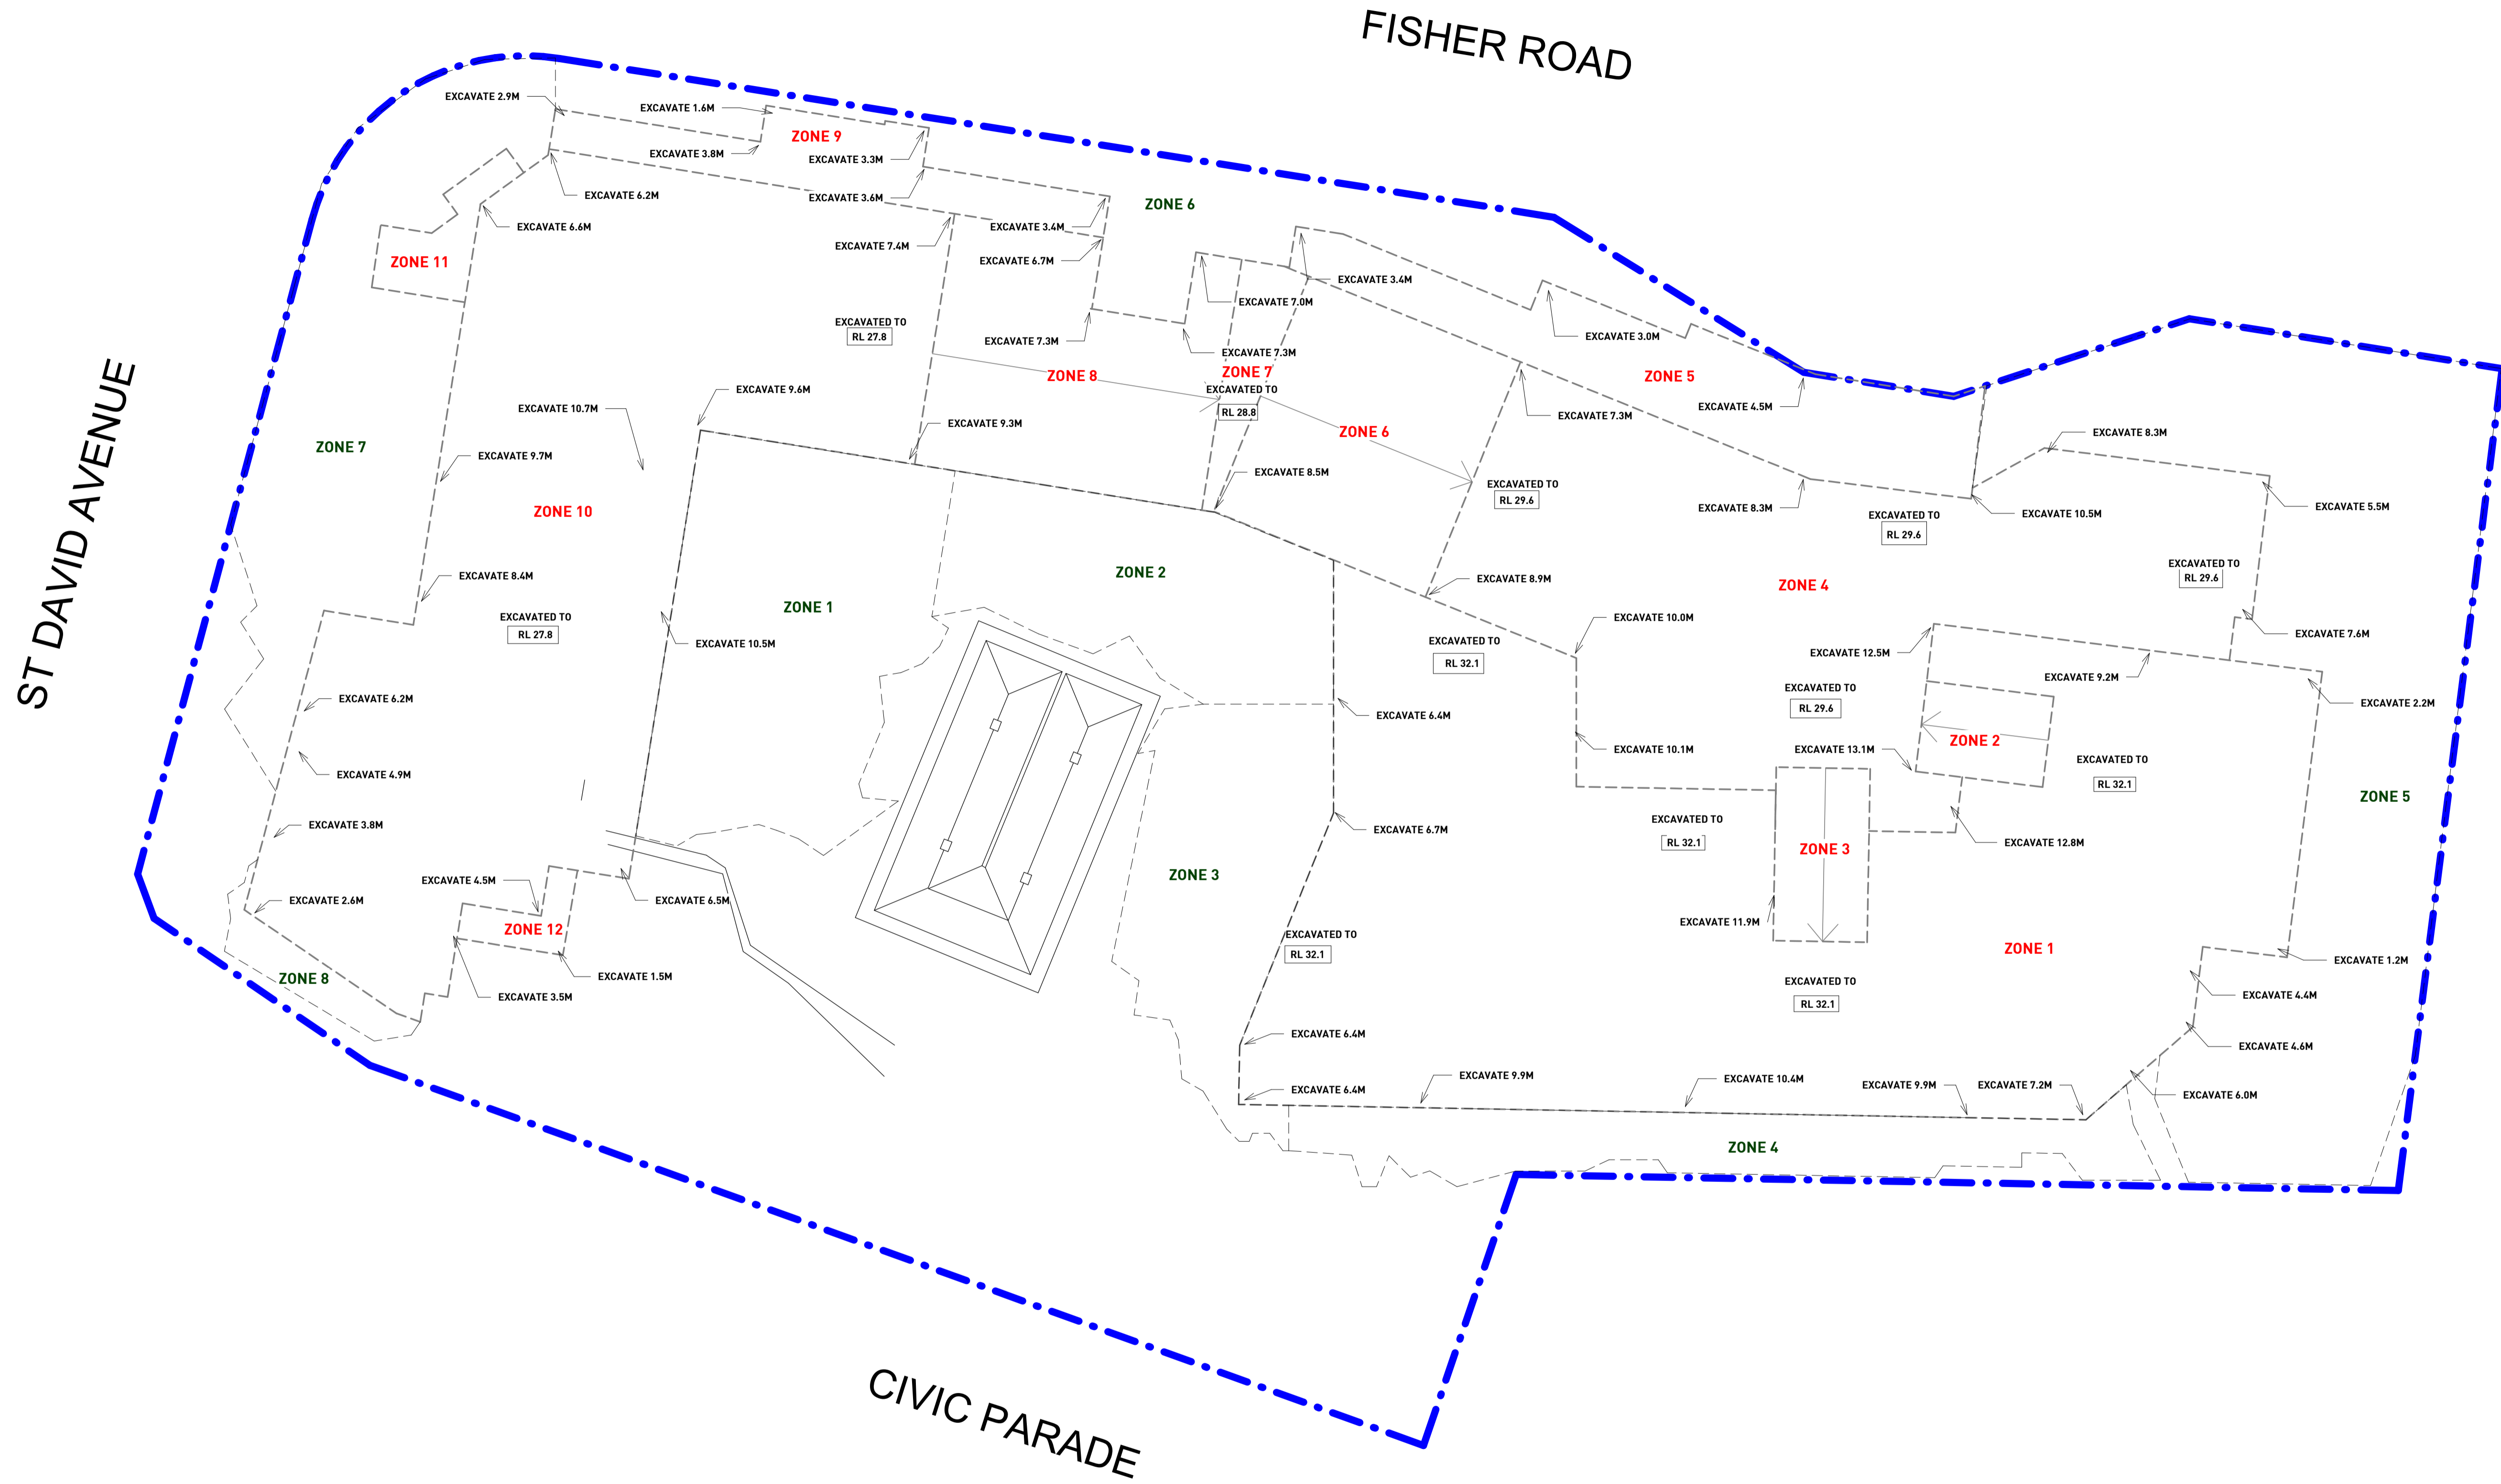 FISHER ROAD
EXCAVATE 2.9M
EXCAVATE 1.6M
ZONE 9
EXCAVATE 3.8M
EXCAVATE 3.3M
EXCAVATE 6.2M
EXCAVATE 3.6M
ZONE 6
EXCAVATE 6.6M
EXCAVATE 3.4M
EXCAVATE 7.4M
EXCAVATE 6.7M
ZONE 11
EXCAVATE 3.4M
EXCAVATE 7.0M
EXCAVATED TO
RL 27.8
EXCAVATE 7.3M
EXCAVATE 3.0M
EXCAVATE 7.3M
ZONE 8
ZONE 7
ZONE 5
EXCAVATED TO
RL 28.8
EXCAVATE 9.6M
EXCAVATE 10.7M
EXCAVATE 4.5M
EXCAVATE 7.3M
EXCAVATE 9.3M
ZONE 6
EXCAVATE 8.3M
ZONE 7
EXCAVATE 9.7M
EXCAVATE 8.5M
EXCAVATED TO
RL 29.6
EXCAVATE 8.3M
EXCAVATE 5.5M
ZONE 10
EXCAVATED TO
RL 29.6
EXCAVATE 10.5M
ST DAVID AVENUE
EXCAVATE 8.4M
ZONE 2
EXCAVATE 8.9M
ZONE 4
EXCAVATED TO
RL 29.6
ZONE 1
EXCAVATED TO
RL 27.8
EXCAVATE 10.0M
EXCAVATE 7.6M
EXCAVATE 10.5M
EXCAVATED TO
RL 32.1
EXCAVATE 12.5M
EXCAVATE 9.2M
EXCAVATE 6.2M
EXCAVATED TO
RL 29.6
EXCAVATE 2.2M
EXCAVATE 6.4M
ZONE 2
EXCAVATE 10.1M
EXCAVATE 13.1M
EXCAVATED TO
RL 32.1
EXCAVATE 4.9M
ZONE 5
EXCAVATE 3.8M
EXCAVATE 6.7M
EXCAVATED TO
RL 32.1
ZONE 3
EXCAVATE 12.8M
ZONE 3
EXCAVATE 4.5M
EXCAVATE 2.6M
EXCAVATE 6.5M
ZONE 12
EXCAVATE 11.9M
EXCAVATED TO
RL 32.1
ZONE 1
EXCAVATE 1.2M
ZONE 8
EXCAVATE 1.5M
EXCAVATE 3.5M
EXCAVATED TO
RL 32.1
EXCAVATE 4.4M
EXCAVATE 6.4M
EXCAVATE 4.6M
EXCAVATE 9.9M
EXCAVATE 10.4M
EXCAVATE 9.9M
EXCAVATE 7.2M
EXCAVATE 6.4M
EXCAVATE 6.0M
ZONE 4
CIVIC PARADE